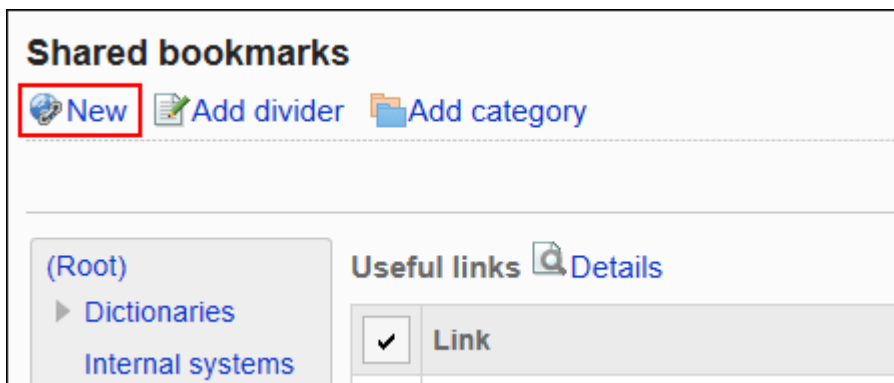 Shared bookmarks
New Add divider Add category
(Root)
Dictionaries
Internal systems
Useful links Details
Link